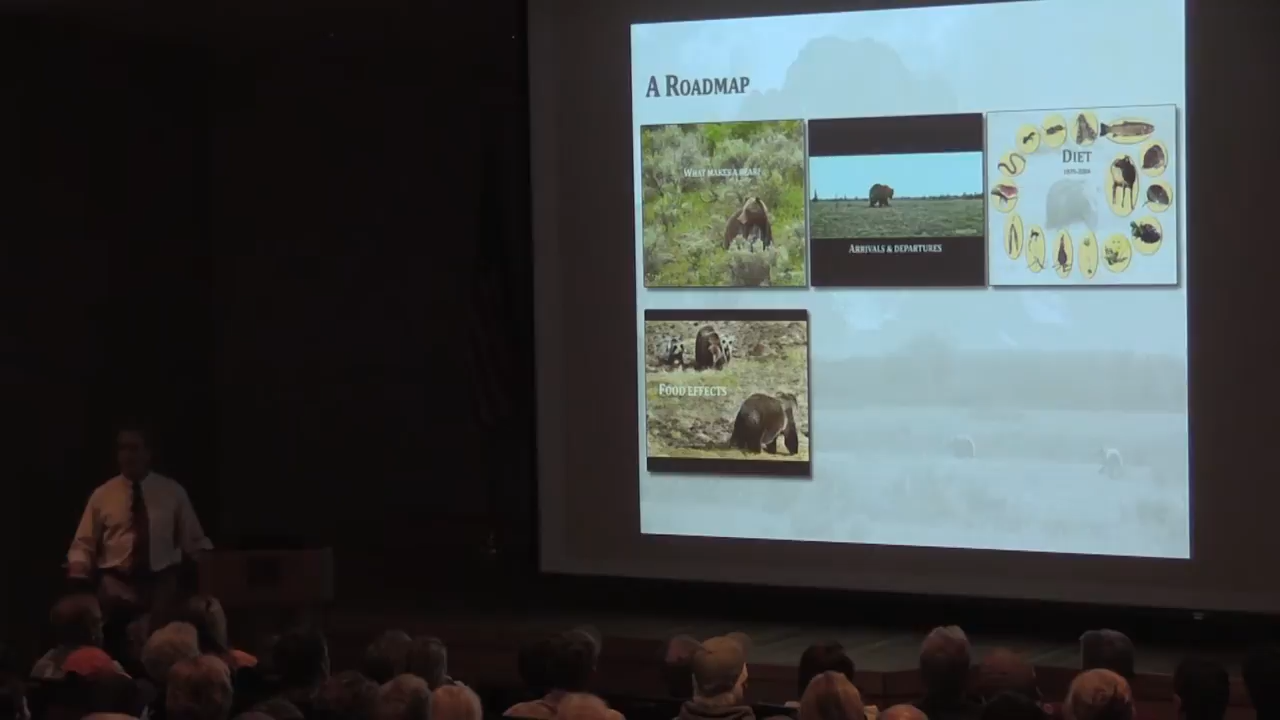 A ROADMAP
WHAT MAKES A BEAR?
DIET
ARRIVALS & DEPARTURES
FOOD EFFECTS